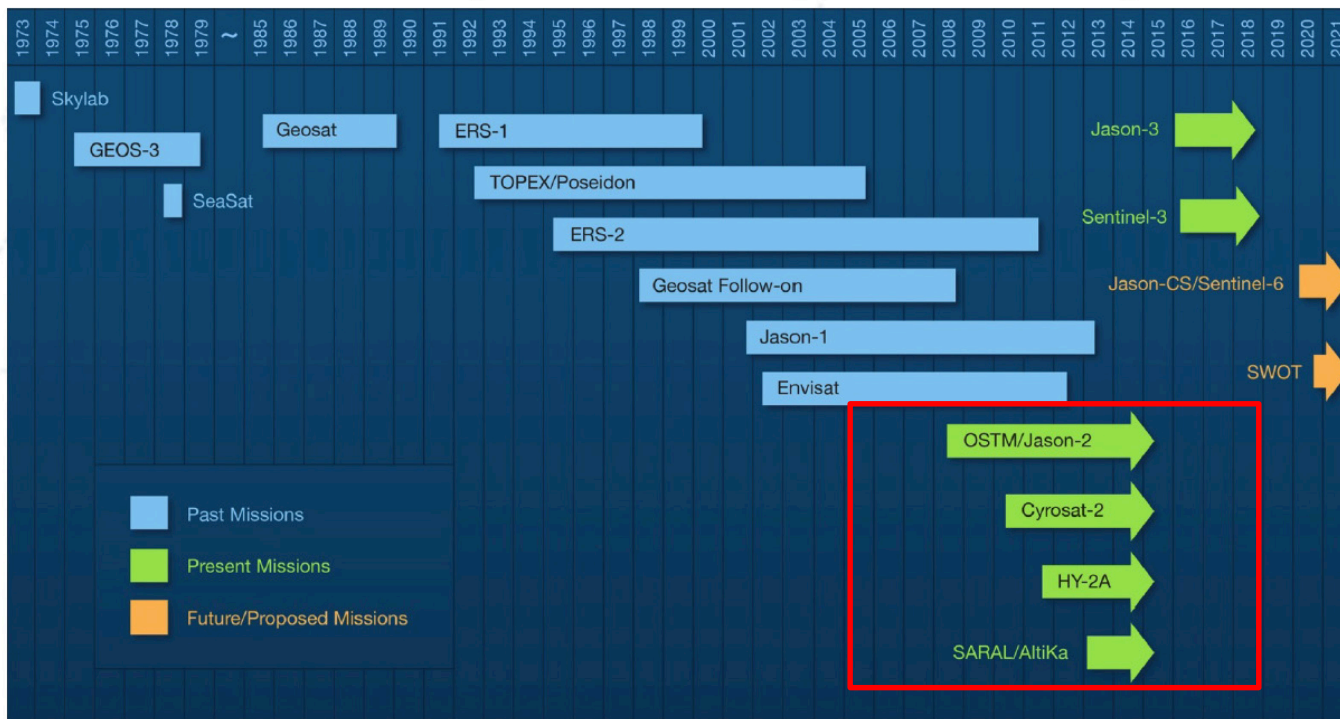 1973 1974 1975 1976 1977 1978 1979 ~ 1985 1986 1987 1988 1989 1990 1991 1992 1993 1994 1995 1996 1997 1998 1999 2000 2001 2002 2003 2004 2005 2006 2007 2008 2009 2010 2011 2012 2013 2014 2015 2016 2017 2018 2019 2020 2021
Skylab
GEOS-3
SeaSat
Geosat
ERS-1
Jason-3
TOPEX/Poseidon
Sentinel-3
ERS-2
Geosat Follow-on
Jason-CS/Sentinel-6
Jason-1
SWOT
Envisat
OSTM/Jason-2
Cyrosat-2
HY-2A
SARAL/AltiKa
Past Missions
Present Missions
Future/Proposed Missions